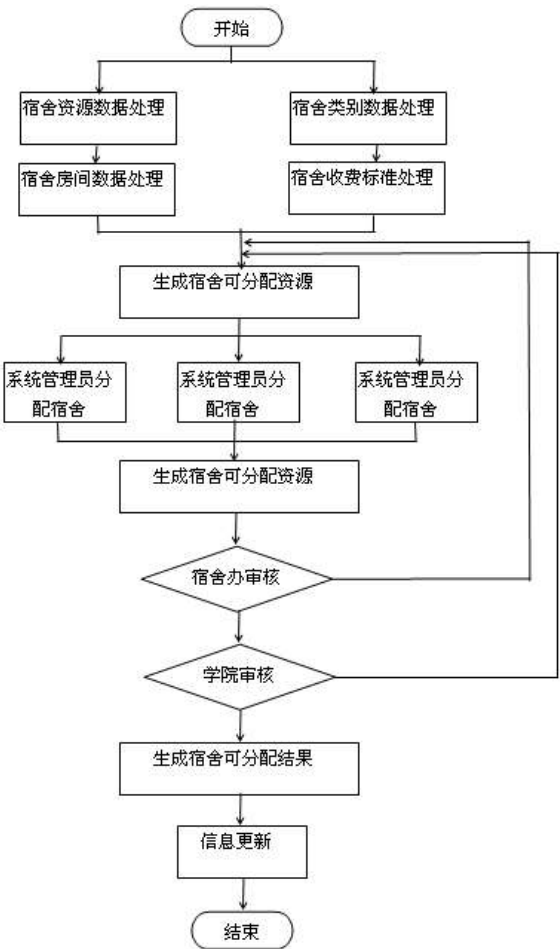 开始
宿舍资源数据处理
宿舍类别数据处理
宿舍房间数据处理
宿舍收费标准处理
生成宿舍可分配资源
系统管理员分
配宿舍
系统管理员分
配宿舍
系统管理员分
配宿舍
生成宿舍可分配资源
宿舍办审核
学院审核
生成宿舍可分配结果
信息更新
结束